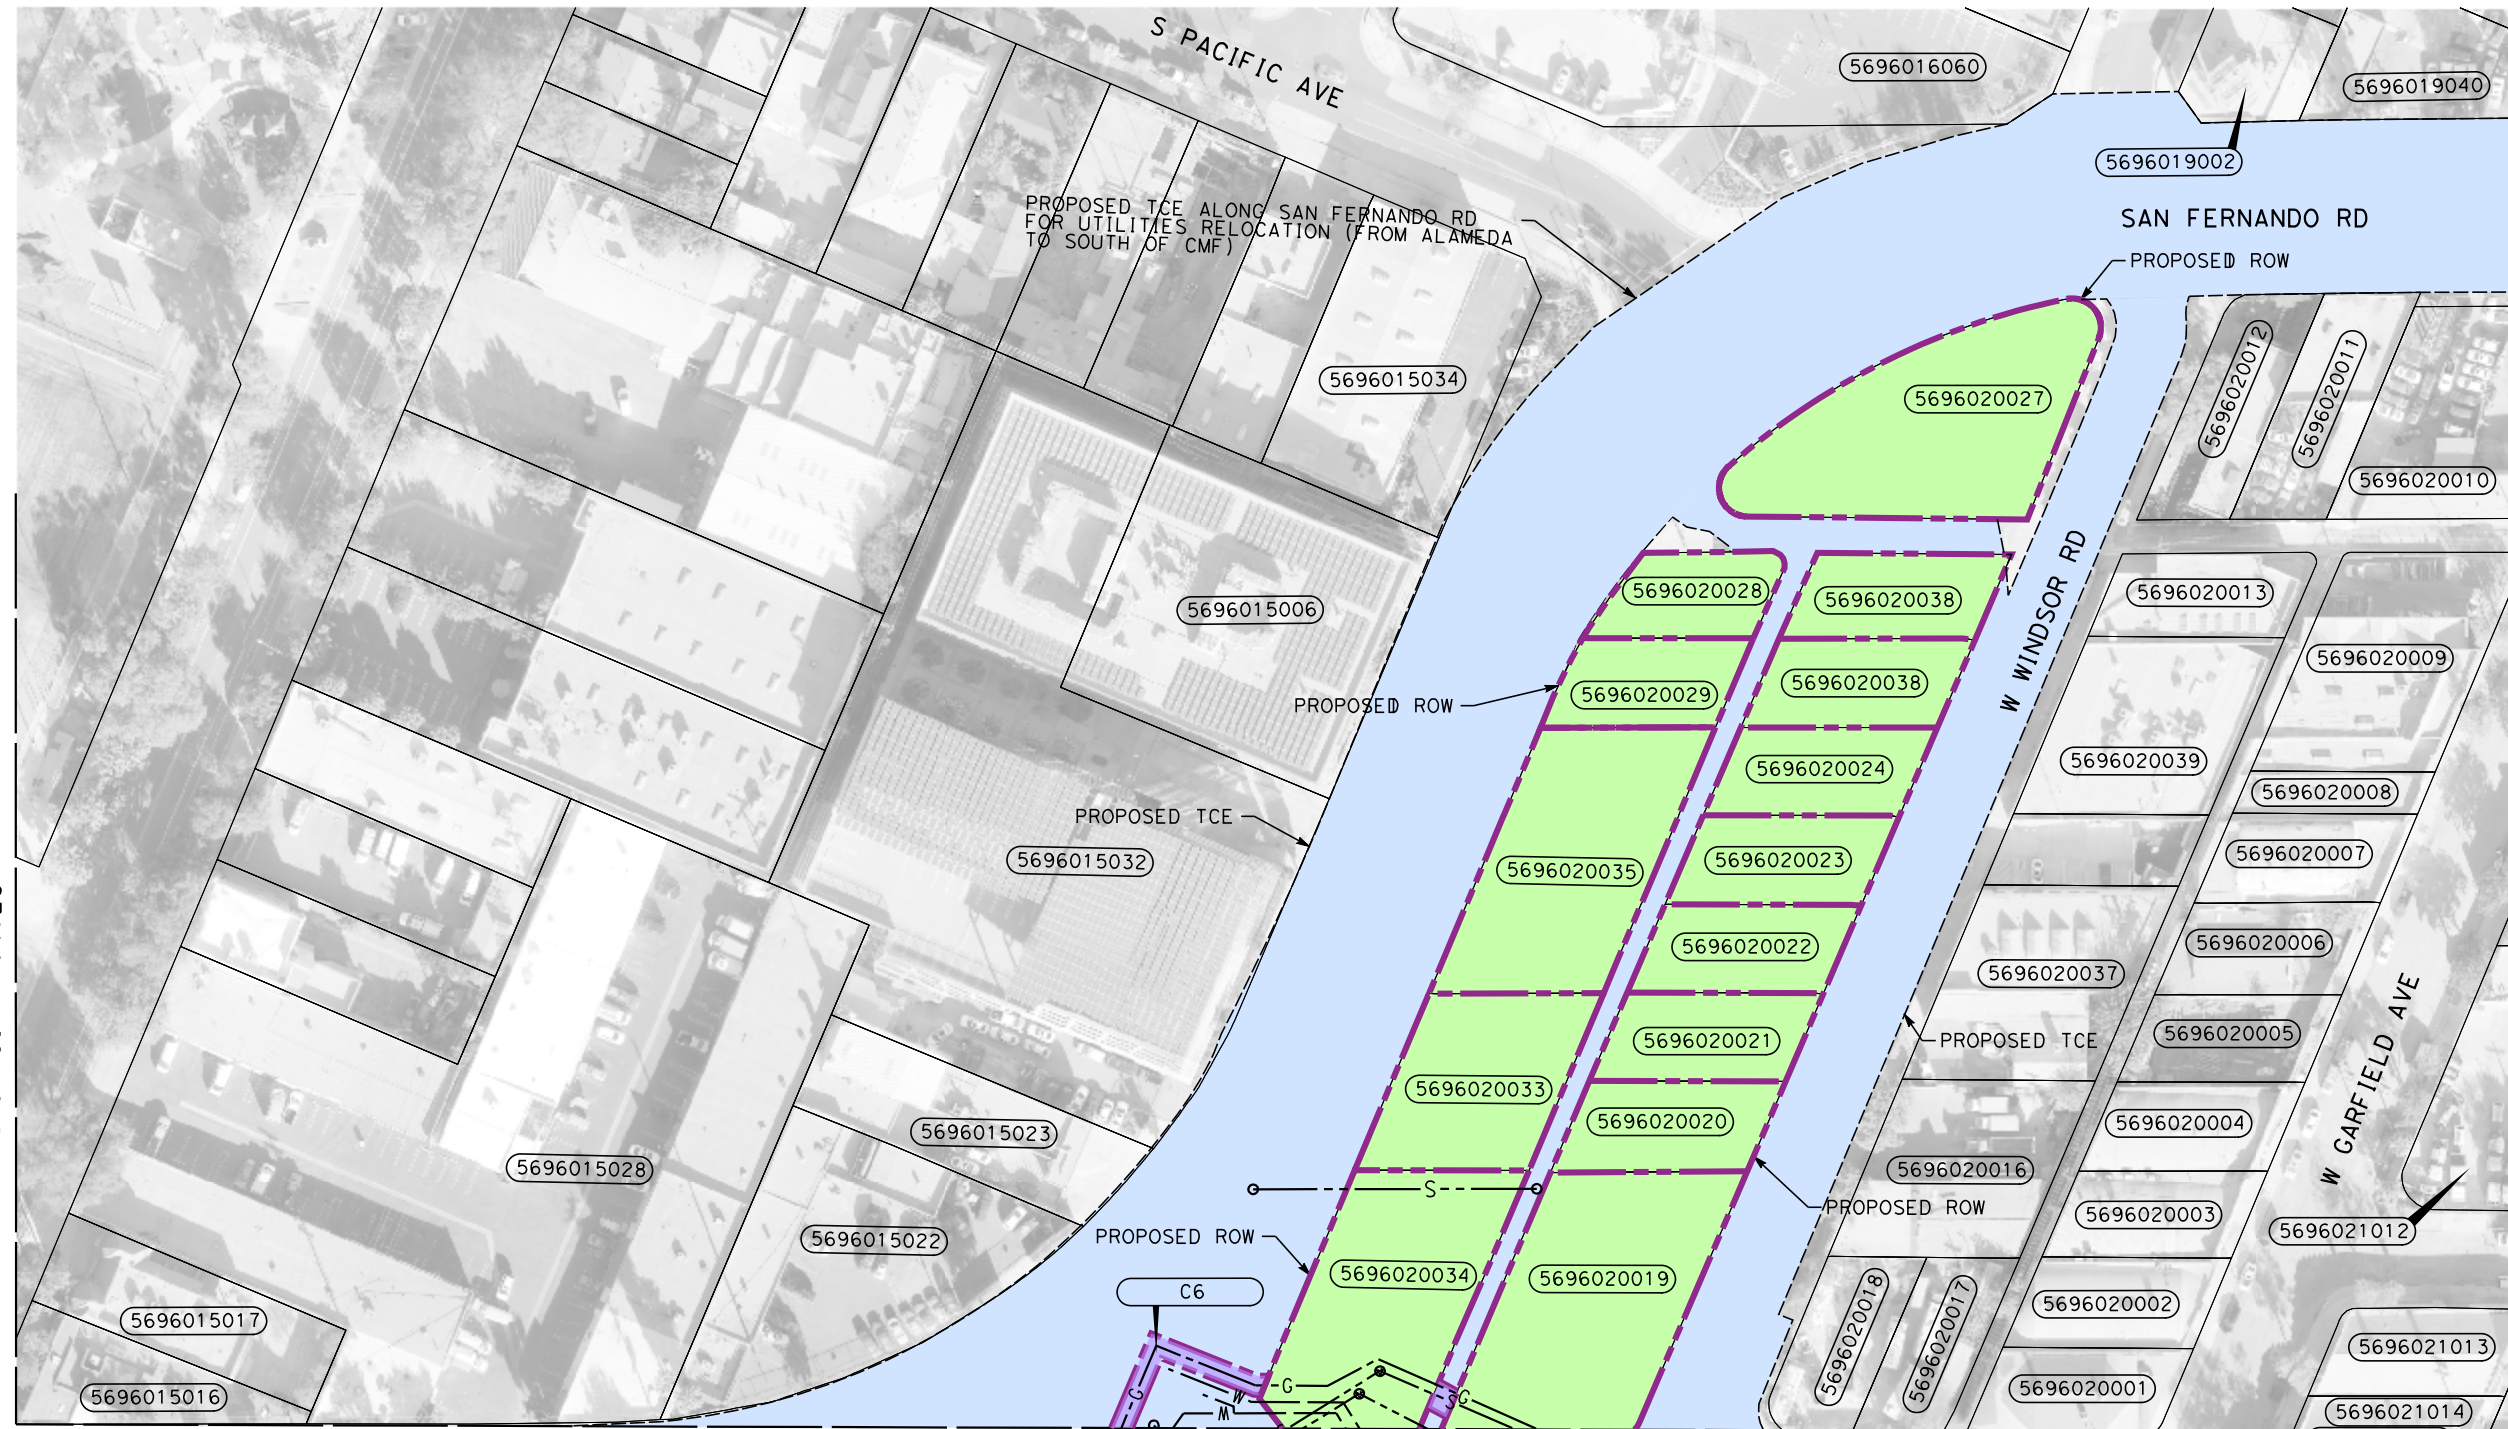 S PACIFIC AVE
5696016060
5696019040
5696019002
PROPOSED TCE ALONG SAN FERNANDO RD
FOR UTILITIES RELOCATION (FROM ALAMEDA
TO SOUTH OF CMF)
SAN FERNANDO RD
PROPOSED ROW
5696015034
5696020027
5696020012
5696020011
5696020010
5696015006
5696020028
5696020038
W WINDSOR RD
5696020013
5696020009
PROPOSED ROW
5696020029
5696020038
5696020024
5696020039
5696020008
PROPOSED TCE
5696015032
5696020035
5696020023
5696020007
5696020022
5696020037
5696020006
5696020021
PROPOSED TCE
5696020005
W GARFIELD AVE
5696020033
5696020020
5696020004
5696015023
5696015028
5696020016
S
5696020003
PROPOSED ROW
5696021012
5696015022
PROPOSED ROW
5696020034
5696020019
5696020018
5696020017
5696020002
C6
5696015017
5696021013
5696015016
G
W
G
G
S
W
5696020001
5696021014